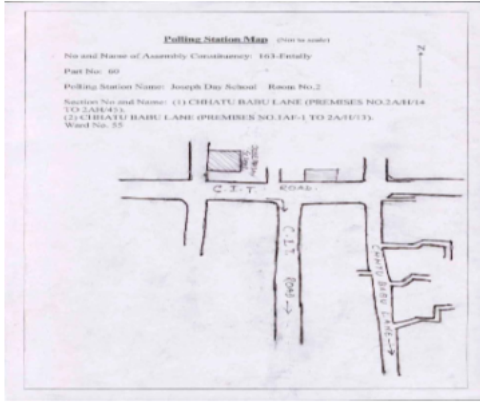 Polling Station Map (Not to scale)
No and Name of Assembly Constituency: 163-Entally
Part No: 60
Polling Station Name: Joseph Day School Room No.2
Section No and Name: (1) CHHATU BABU LANE (PREMISES NO.2A/H/14
TO 2AH/45).
(2) CHHATU BABU LANE (PREMISES NO.1AF-1 TO 2A/H/13).
Ward No. 55
N
C.I.T. ROAD.
C.I.T ROAD →
CHHATU BABU LANE →